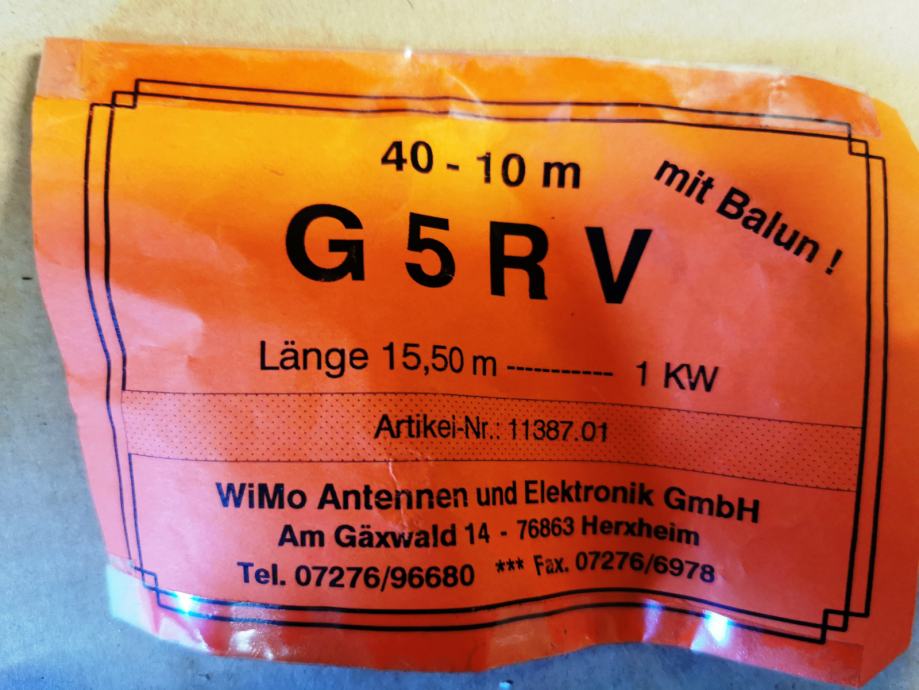 40 - 10 m
mit Balun !
G 5 R V
Länge 15,50 m ----------- 1 KW
Artikei-Nr.: 11387.01
WiMo Antennen und Elektronik GmbH
Am Gäxwald 14 - 76863 Herxheim
Tel. 07276/96680 *** Fax. 07276/6978